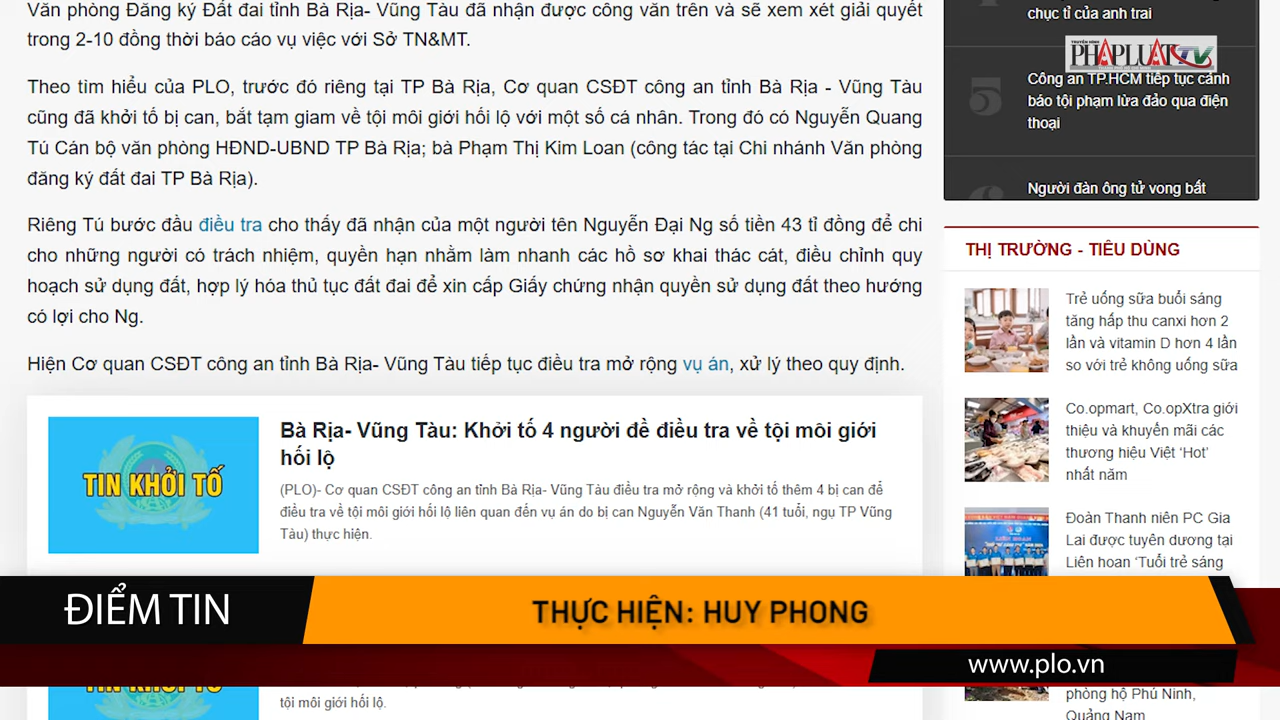 Văn phòng Đăng ký Đất đai tỉnh Bà Rịa- Vũng Tàu đã nhận được công văn trên và sẽ xem xét giải quyết
trong 2-10 đồng thời báo cáo vụ việc với Sở TN&MT.
Theo tìm hiểu của PLO, trước đó riêng tại TP Bà Rịa, Cơ quan CSĐT công an tỉnh Bà Rịa - Vũng Tàu
cũng đã khởi tố bị can, bắt tạm giam về tội môi giới hối lộ với một số cá nhân. Trong đó có Nguyễn Quang
Tú Cán bộ văn phòng HĐND-UBND TP Bà Rịa; bà Phạm Thị Kim Loan (công tác tại Chi nhánh Văn phòng
đăng ký đất đai TP Bà Rịa).
Riêng Tú bước đầu điều tra cho thấy đã nhận của một người tên Nguyễn Đại Ng số tiền 43 tỉ đồng để chi
cho những người có trách nhiệm, quyền hạn nhằm làm nhanh các hồ sơ khai thác cát, điều chỉnh quy
hoạch sử dụng đất, hợp lý hóa thủ tục đất đai để xin cấp Giấy chứng nhận quyền sử dụng đất theo hướng
có lợi cho Ng.
Hiện Cơ quan CSĐT công an tỉnh Bà Rịa- Vũng Tàu tiếp tục điều tra mở rộng vụ án, xử lý theo quy định.
TIN KHỞI TỐ
Bà Rịa- Vũng Tàu: Khởi tố 4 người để điều tra về tội môi giới
hối lộ
(PLO)- Cơ quan CSĐT công an tỉnh Bà Rịa- Vũng Tàu điều tra mở rộng và khởi tố thêm 4 bị can để
điều tra về tội môi giới hối lộ liên quan đến vụ án do bị can Nguyễn Văn Thanh (41 tuổi, ngụ TP Vũng
Tàu) thực hiện.
chục tỉ của anh trai
TRUYỀN HÌNH
PHÁPLUẬT TV
5
Công an TP.HCM tiếp tục cảnh
báo tội phạm lừa đảo qua điện
thoại
6
Người đàn ông tử vong bất
THỊ TRƯỜNG - TIÊU DÙNG
Trẻ uống sữa buổi sáng
tăng hấp thu canxi hơn 2
lần và vitamin D hơn 4 lần
so với trẻ không uống sữa
Co.opmart, Co.opXtra giới
thiệu và khuyến mãi các
thương hiệu Việt ‘Hot’
nhất năm
Đoàn Thanh niên PC Gia
Lai được tuyên dương tại
Liên hoan ‘Tuổi trẻ sáng
ĐIỂM TIN
THỰC HIỆN: HUY PHONG
www.plo.vn
TIN KHỞI TỐ
tội môi giới hối lộ.
phòng hộ Phú Ninh,
Quảng Nam